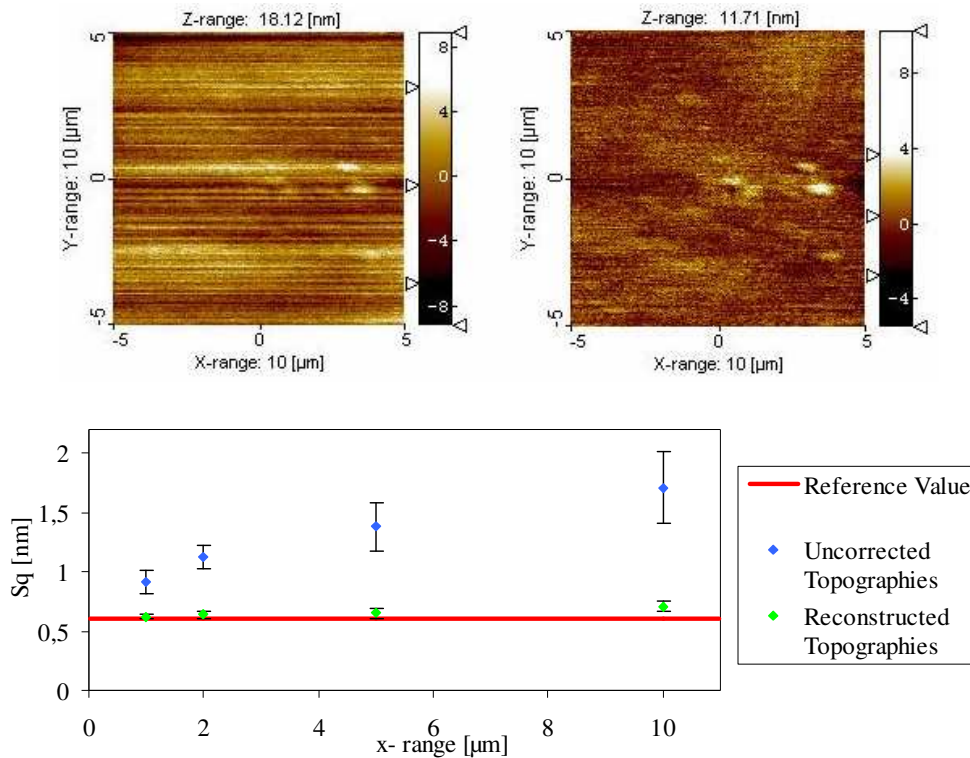 Z-range: 18.12 [nm]
5
0
-5
Y-range: 10 [µm]
-5
0
5
X-range: 10 [µm]
8
4
0
-4
-8
Z-range: 11.71 [nm]
5
0
-5
Y-range: 10 [µm]
-5
0
5
X-range: 10 [µm]
8
4
0
-4
2
1,5
1
0,5
0
Sq [nm]
0
2
4
6
8
10
x- range [µm]
Reference Value
Uncorrected
Topographies
Reconstructed
Topographies